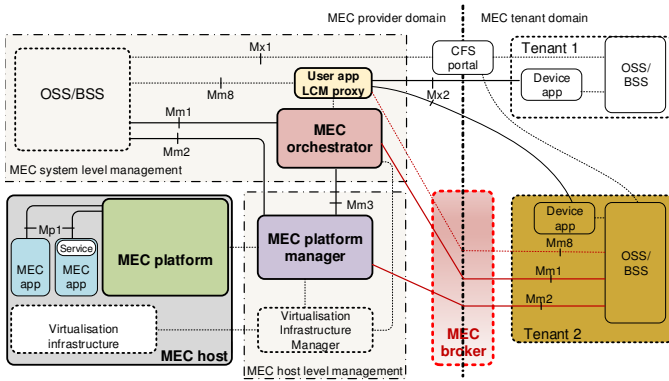 MEC provider domain
MEC tenant domain
Mx1
CFS
portal
Tenant 1
OSS/BSS
User app
LCM proxy
Device
app
OSS/
BSS
Mm8
Mx2
Mm1
Mm2
MEC
orchestrator
MEC system level management
Mm3
Mp1
Service
MEC
app
MEC
app
MEC platform
MEC platform
manager
Device
app
Mm8
OSS/
BSS
Mm1
Mm2
Virtualisation
infrastructure
MEC host
Virtualisation
Infrastructure
Manager
MEC
broker
Tenant 2
MEC host level management